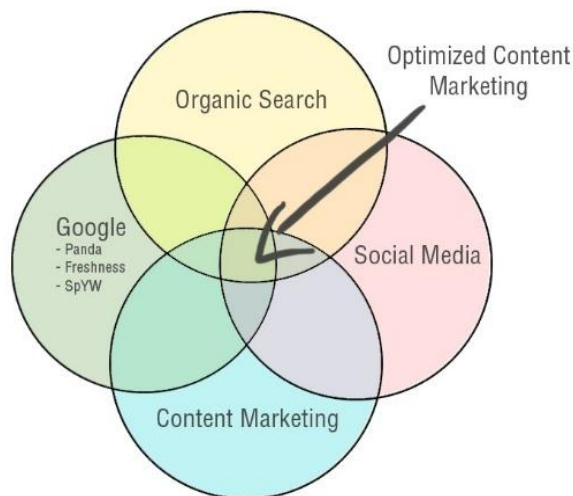 Optimized Content
Marketing
Organic Search
Google
- Panda
- Freshness
- SpYW
Social Media
Content Marketing